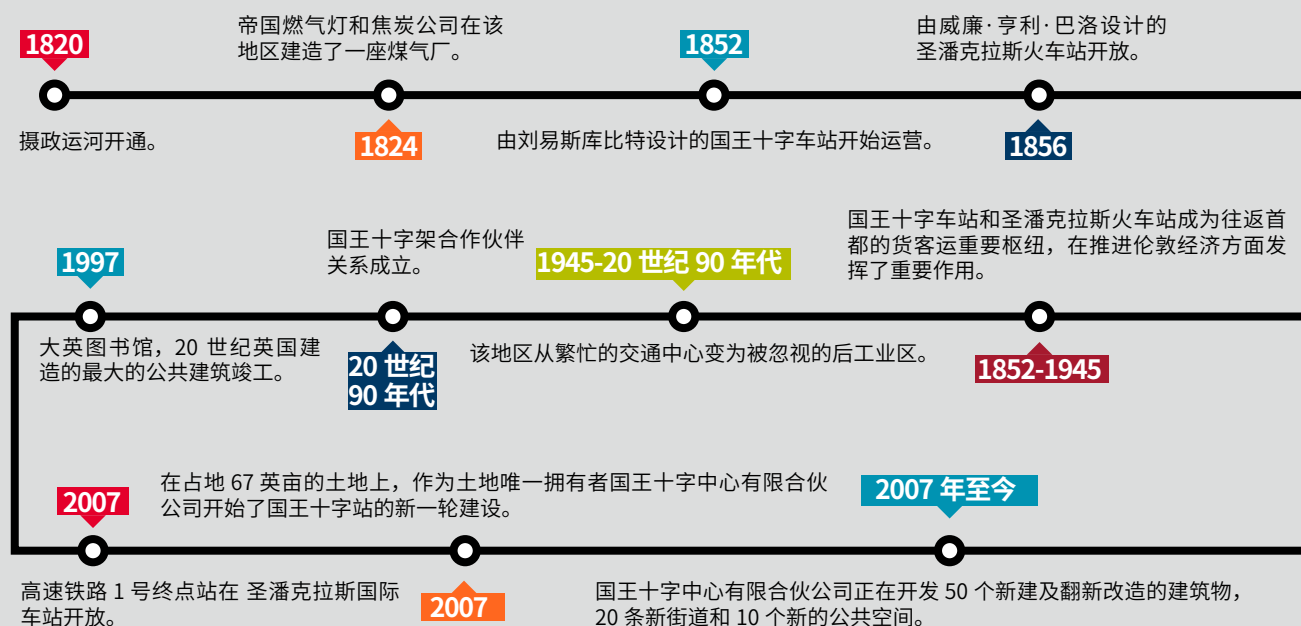 1820
摄政运河开通。
帝国燃气灯和焦炭公司在该
地区建造了一座煤气厂。
1824
1852
由刘易斯库比特设计的国王十字车站开始运营。
由威廉·亨利·巴洛设计的
圣潘克拉斯火车站开放。
1856
国王十字车站和圣潘克拉斯火车站成为往返首
都的货客运重要枢纽，在推进伦敦经济方面发
挥了重要作用。
1852-1945
1945-20 世纪 90 年代
该地区从繁忙的交通中心变为被忽视的后工业区。
国王十字架合作伙伴
关系成立。
20 世纪
90 年代
1997
大英图书馆，20 世纪英国建
造的最大的公共建筑竣工。
2007
高速铁路 1 号终点站在 圣潘克拉斯国际
车站开放。
在占地 67 英亩的土地上，作为土地唯一拥有者国王十字中心有限合伙
公司开始了国王十字站的新一轮建设。
2007
2007 年至今
国王十字中心有限合伙公司正在开发 50 个新建及翻新改造的建筑物，
20 条新街道和 10 个新的公共空间。